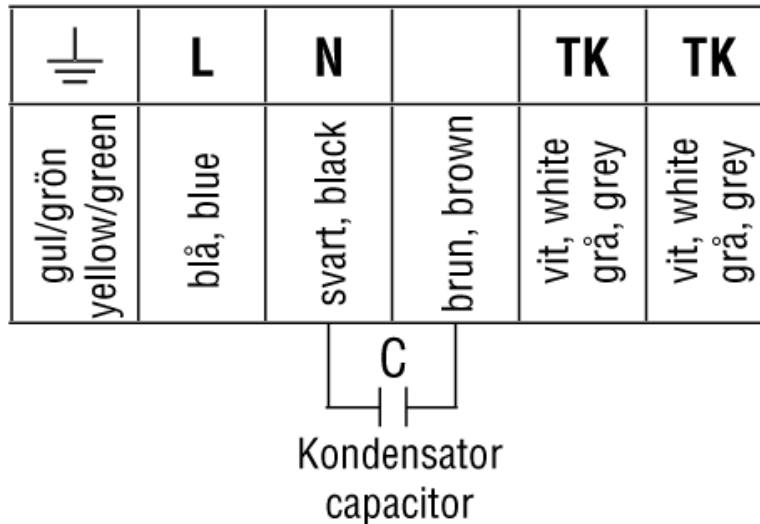 L N TK TK
gul/grön
yellow/green
blå, blue
svart, black
brun, brown
vit, white
grå, grey
vit, white
grå, grey
C
Kondensator
capacitor